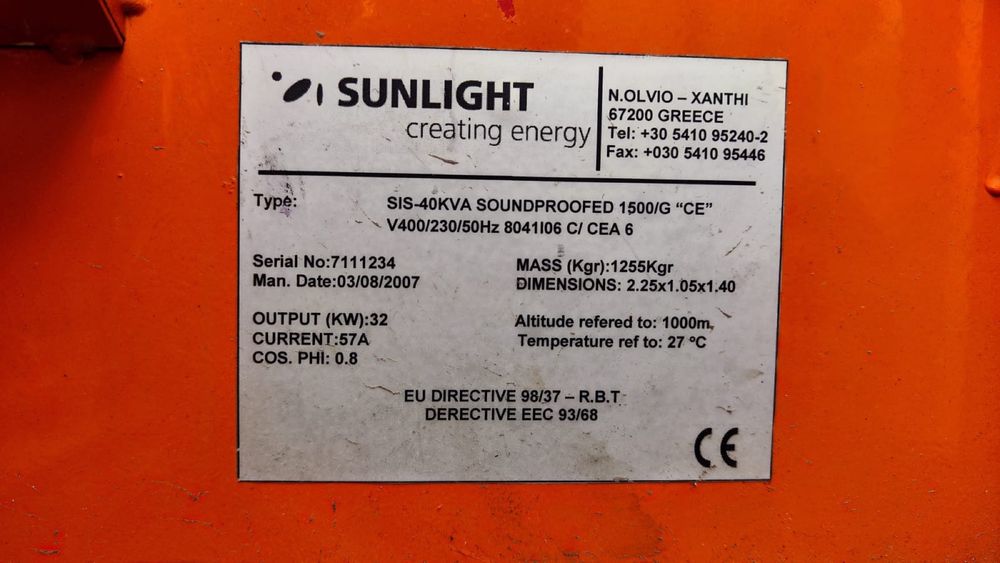 SUNLIGHT
creating energy
N.OLVIO – XANTHI
67200 GREECE
Tel: +30 5410 95240-2
Fax: +030 5410 95446
Type: SIS-40KVA SOUNDPROOFED 1500/G “CE”
V400/230/50Hz 8041I06 C/ CEA 6
Serial No:7111234
Man. Date:03/08/2007
MASS (Kgr):1255Kgr
DIMENSIONS: 2.25x1.05x1.40
OUTPUT (KW):32
CURRENT:57A
COS. PHI: 0.8
Altitude refered to: 1000m.
Temperature ref to: 27 ºC
EU DIRECTIVE 98/37 – R.B.T
DERECTIVE EEC 93/68
CE